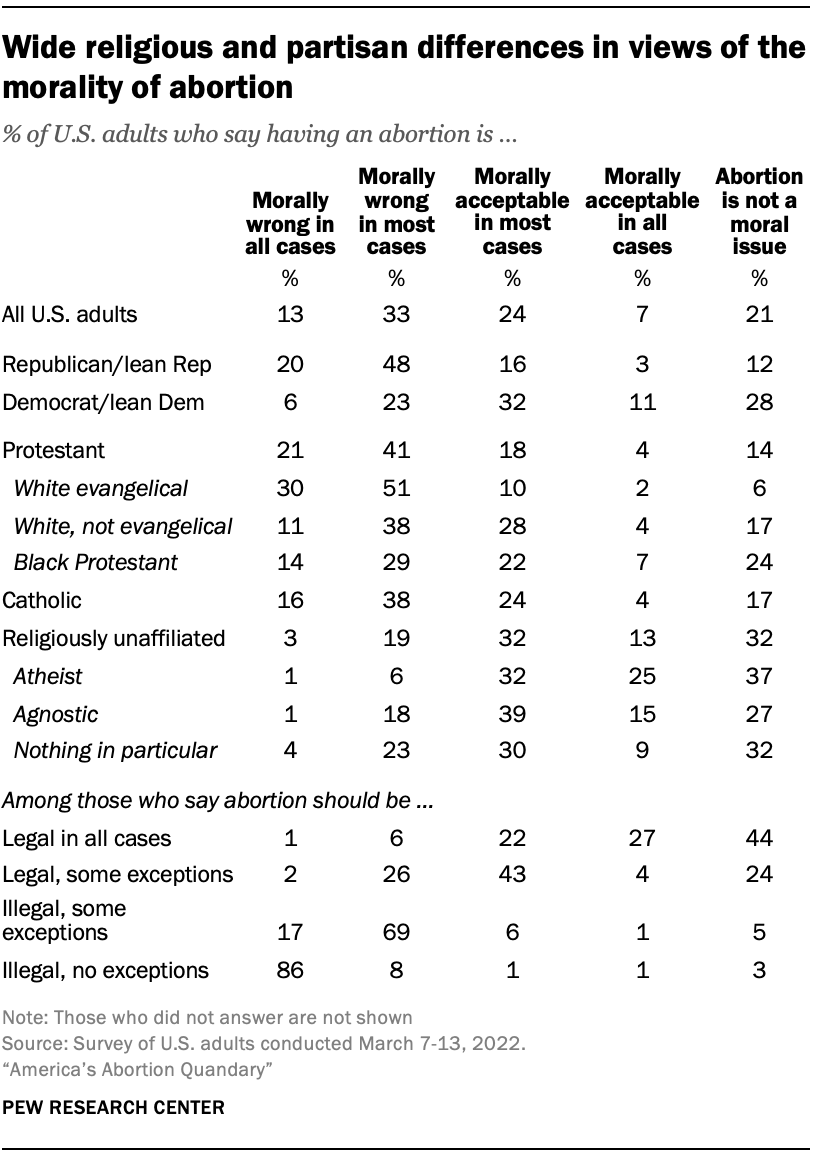 Wide religious and partisan differences in views of the
morality of abortion
% of U.S. adults who say having an abortion is ...
Morally wrong in all cases
Morally wrong in most cases
Morally acceptable in most cases
Morally acceptable in all cases
Abortion is not a moral issue
% % % % %
All U.S. adults 13 33 24 7 21
Republican/lean Rep 20 48 16 3 12
Democrat/lean Dem 6 23 32 11 28
Protestant 21 41 18 4 14
White evangelical 30 51 10 2 6
White, not evangelical 11 38 28 4 17
Black Protestant 14 29 22 7 24
Catholic 16 38 24 4 17
Religiously unaffiliated 3 19 32 13 32
Atheist 1 6 32 25 37
Agnostic 1 18 39 15 27
Nothing in particular 4 23 30 9 32
Among those who say abortion should be ...
Legal in all cases 1 6 22 27 44
Legal, some exceptions 2 26 43 4 24
Illegal, some
exceptions 17 69 6 1 5
Illegal, no exceptions 86 8 1 1 3
Note: Those who did not answer are not shown
Source: Survey of U.S. adults conducted March 7-13, 2022.
“America’s Abortion Quandary”
PEW RESEARCH CENTER